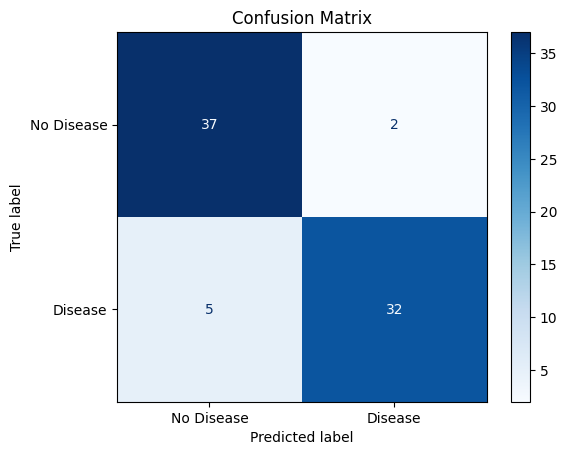 Confusion Matrix
True label
No Disease
Disease
37
2
5
32
No Disease
Disease
Predicted label
35
30
25
20
15
10
5